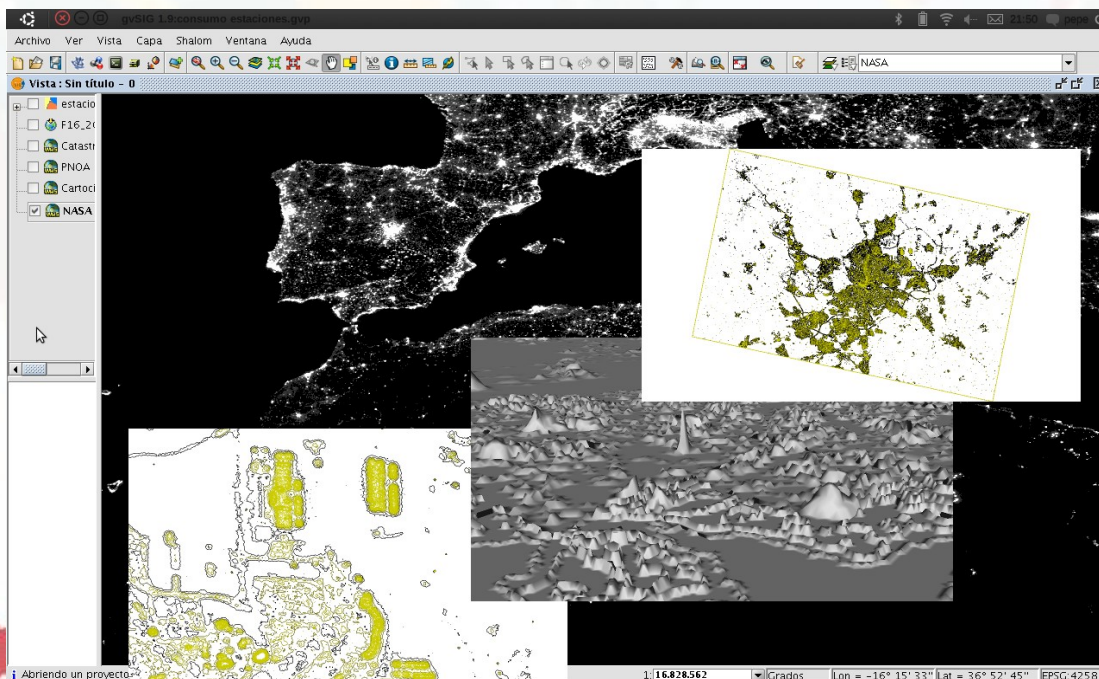 gvSIG 1.9:consumo estaciones.gvp
21:50 pepe
Archivo Ver Vista Capa Shalom Ventana Ayuda
NASA
Vista : Sin título - 0
estacio
F16_20
Catastr
PNOA
Cartoci
NASA
Abriendo un proyecto
1: 16.828.562 Grados Lon = -16° 15' 33" Lat = 36° 52' 45" EPSG:4258